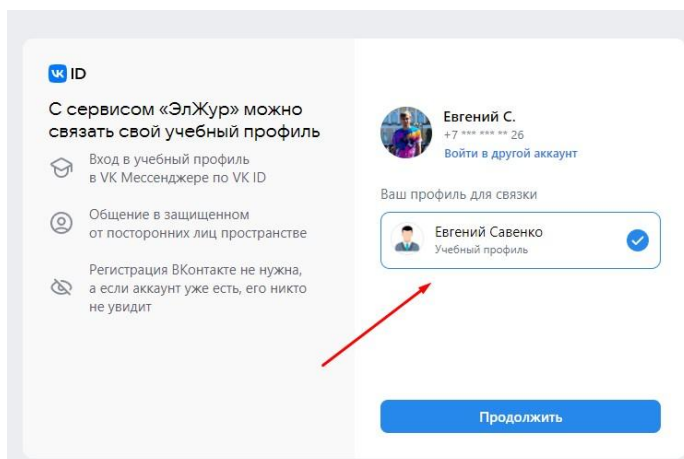 VK ID
С сервисом «ЭлЖур» можно
связать свой учебный профиль
Вход в учебный профиль
в VK Мессенджере по VK ID
Общение в защищенном
от посторонних лиц пространстве
Регистрация ВКонтакте не нужна,
а если аккаунт уже есть, его никто
не увидит
Евгений С.
+7 *** *** ** 26
Войти в другой аккаунт
Ваш профиль для связки
Евгений Савенко
Учебный профиль
Продолжить